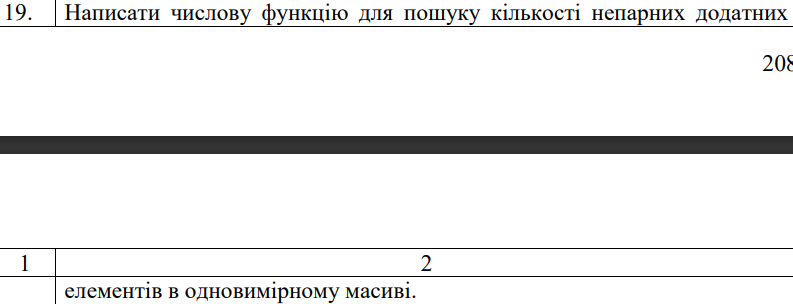 19. Написати числову функцію для пошуку кількості непарних додатних
208
1 2
елементів в одновимірному масиві.